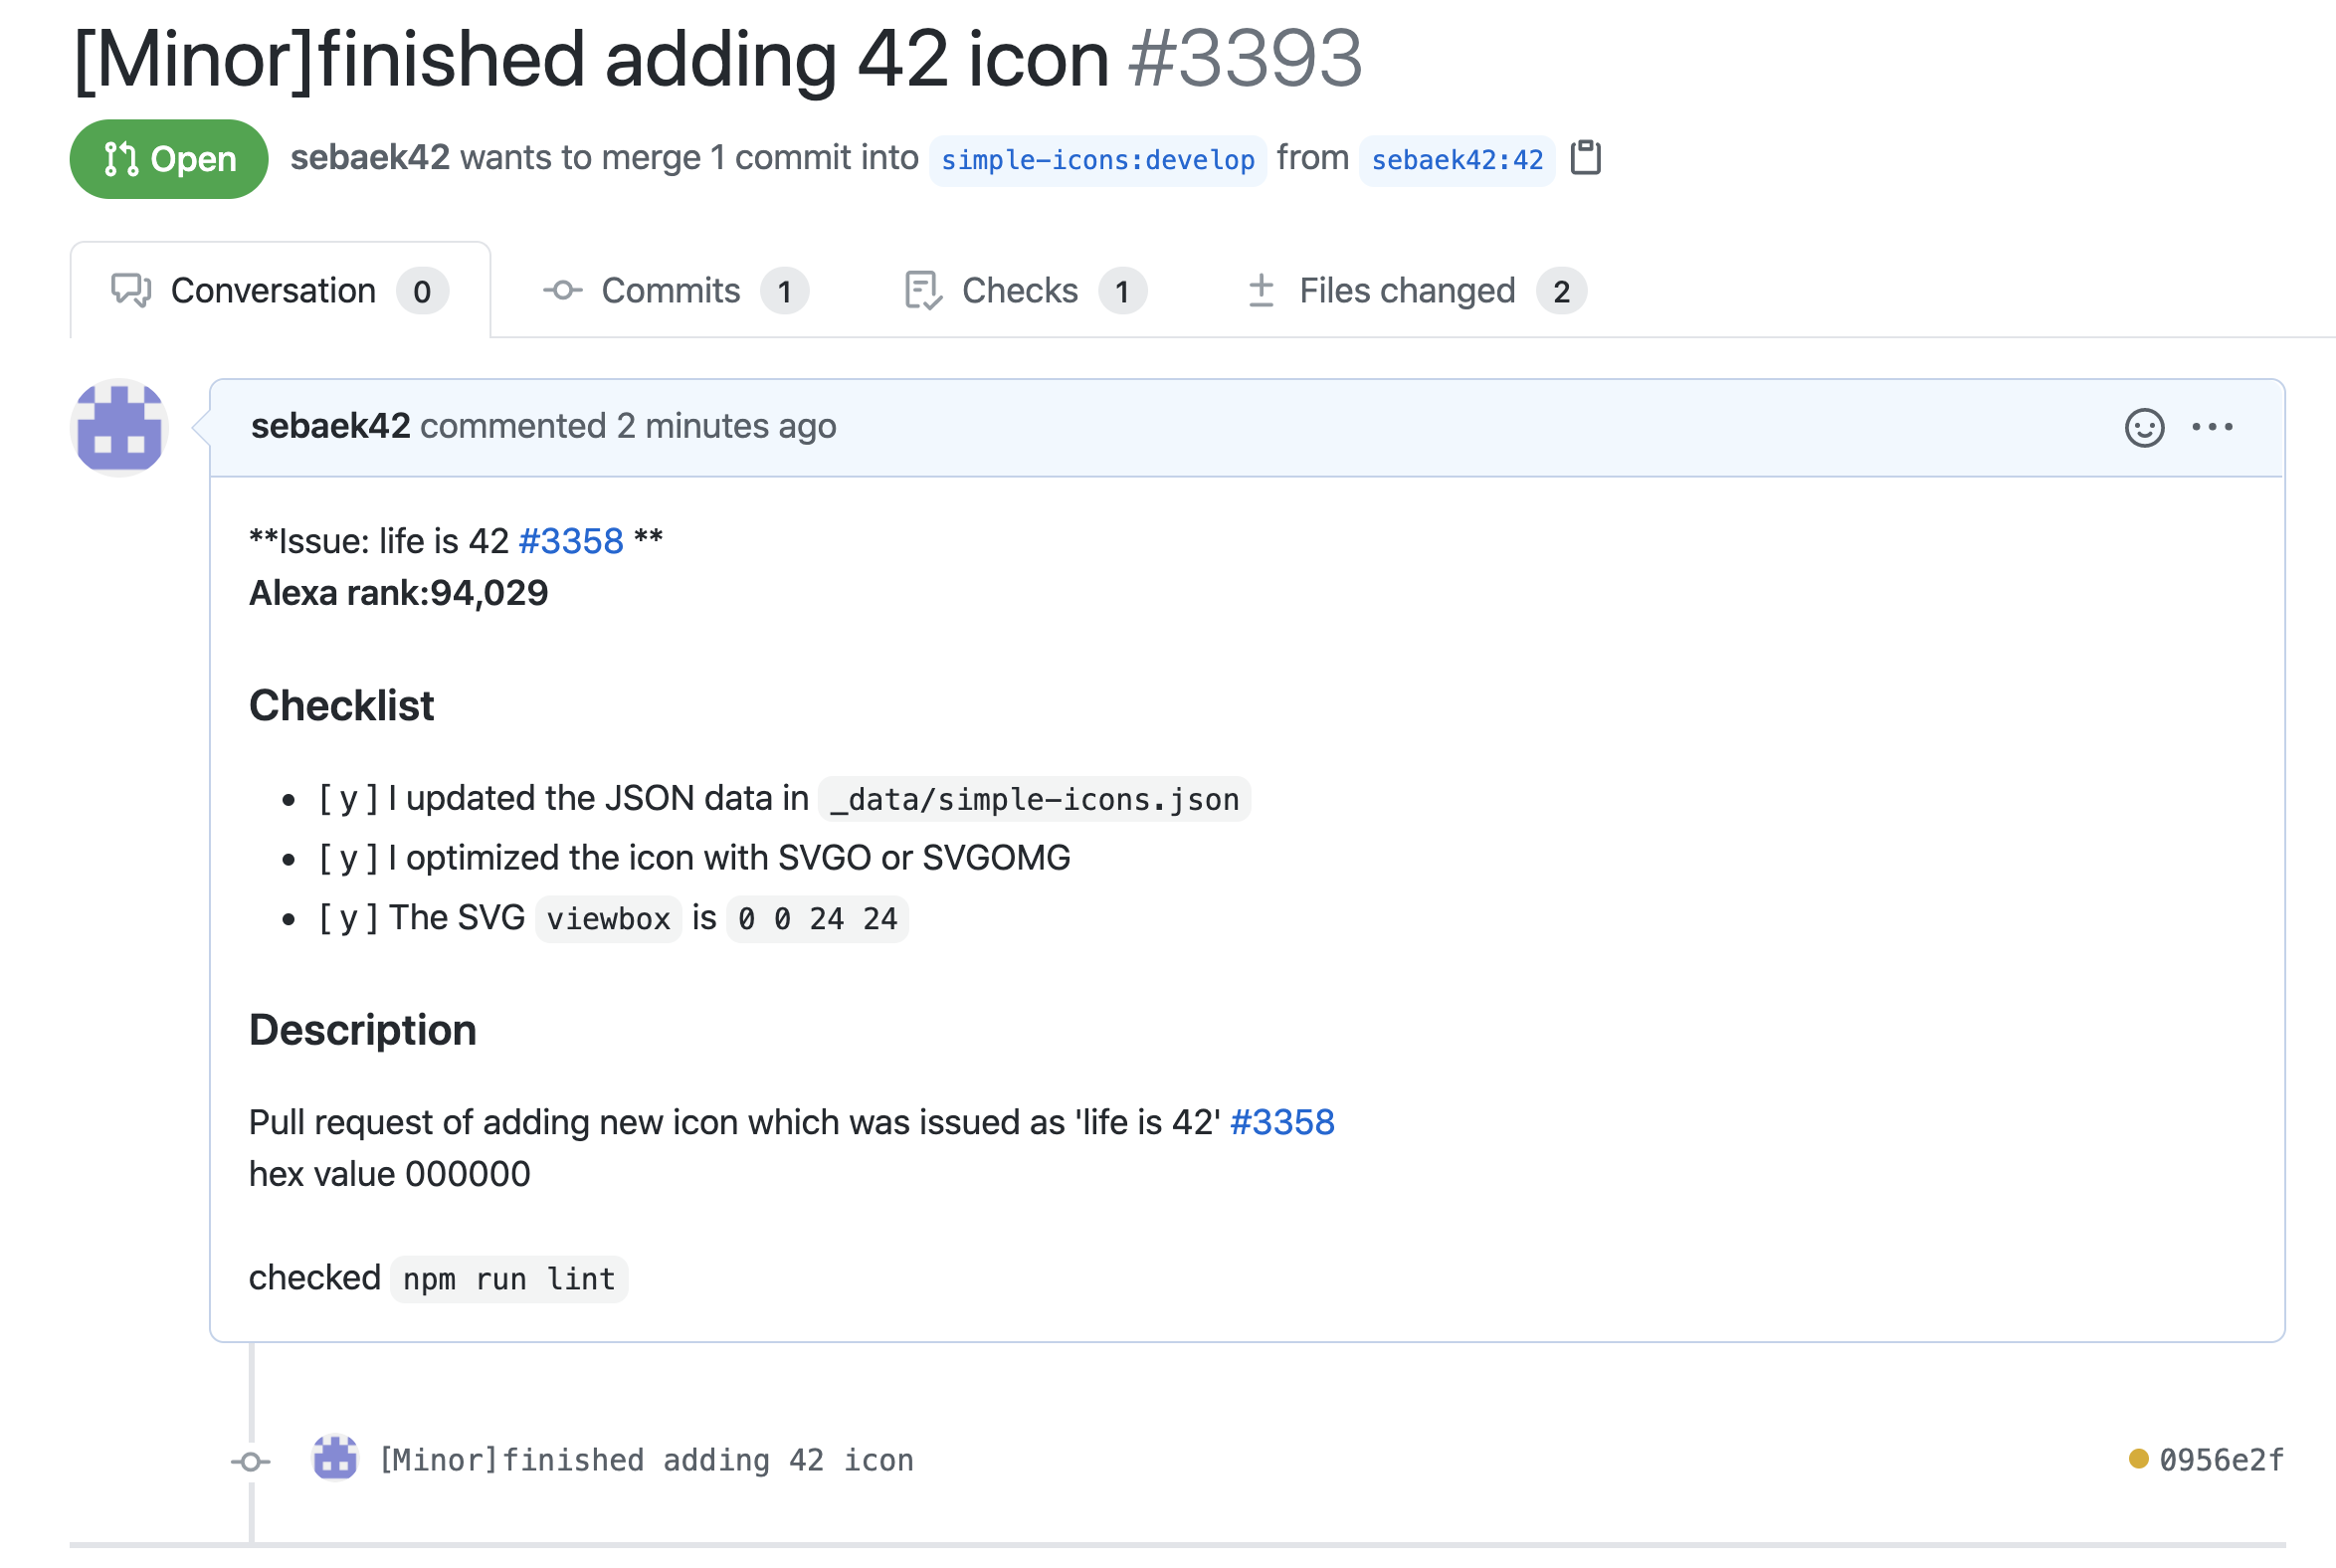 [Minor]finished adding 42 icon #3393
Open sebaek42 wants to merge 1 commit into simple-icons:develop from sebaek42:42
Conversation 0 Commits 1 Checks 1 Files changed 2
sebaek42 commented 2 minutes ago
**Issue: life is 42 #3358 **
Alexa rank:94,029
Checklist
• [ y ] I updated the JSON data in _data/simple-icons.json
• [ y ] I optimized the icon with SVGO or SVGOMG
• [ y ] The SVG viewbox is 0 0 24 24
Description
Pull request of adding new icon which was issued as 'life is 42' #3358
hex value 000000
checked npm run lint
[Minor]finished adding 42 icon 0956e2f